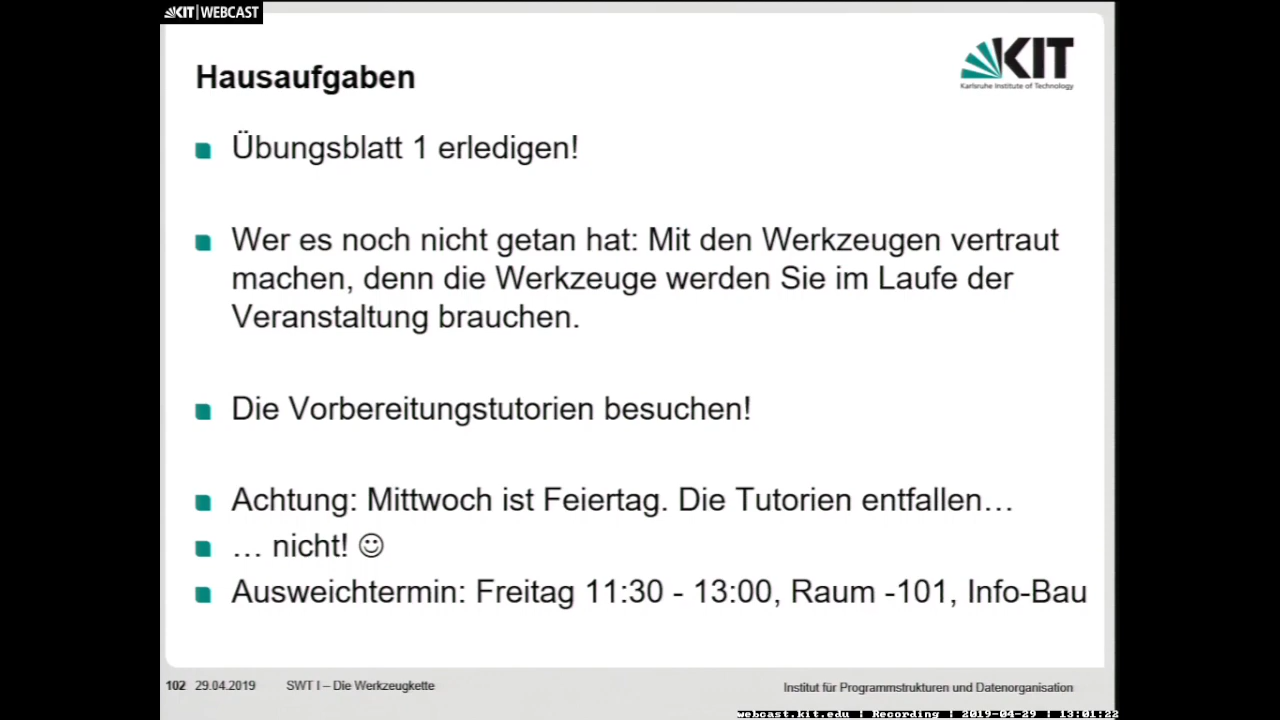 KIT | WEBCAST
Hausaufgaben
KIT
Karlsruhe Institute of Technology
Übungsblatt 1 erledigen!
Wer es noch nicht getan hat: Mit den Werkzeugen vertraut
machen, denn die Werkzeuge werden Sie im Laufe der
Veranstaltung brauchen.
Die Vorbereitungstutorien besuchen!
Achtung: Mittwoch ist Feiertag. Die Tutorien entfallen…
… nicht! ☺
Ausweichtermin: Freitag 11:30 - 13:00, Raum -101, Info-Bau
102 29.04.2019 SWT I – Die Werkzeugkette
Institut für Programmstrukturen und Datenorganisation
webcast.kit.edu | Recording | 2019-04-29 | 13:01:22